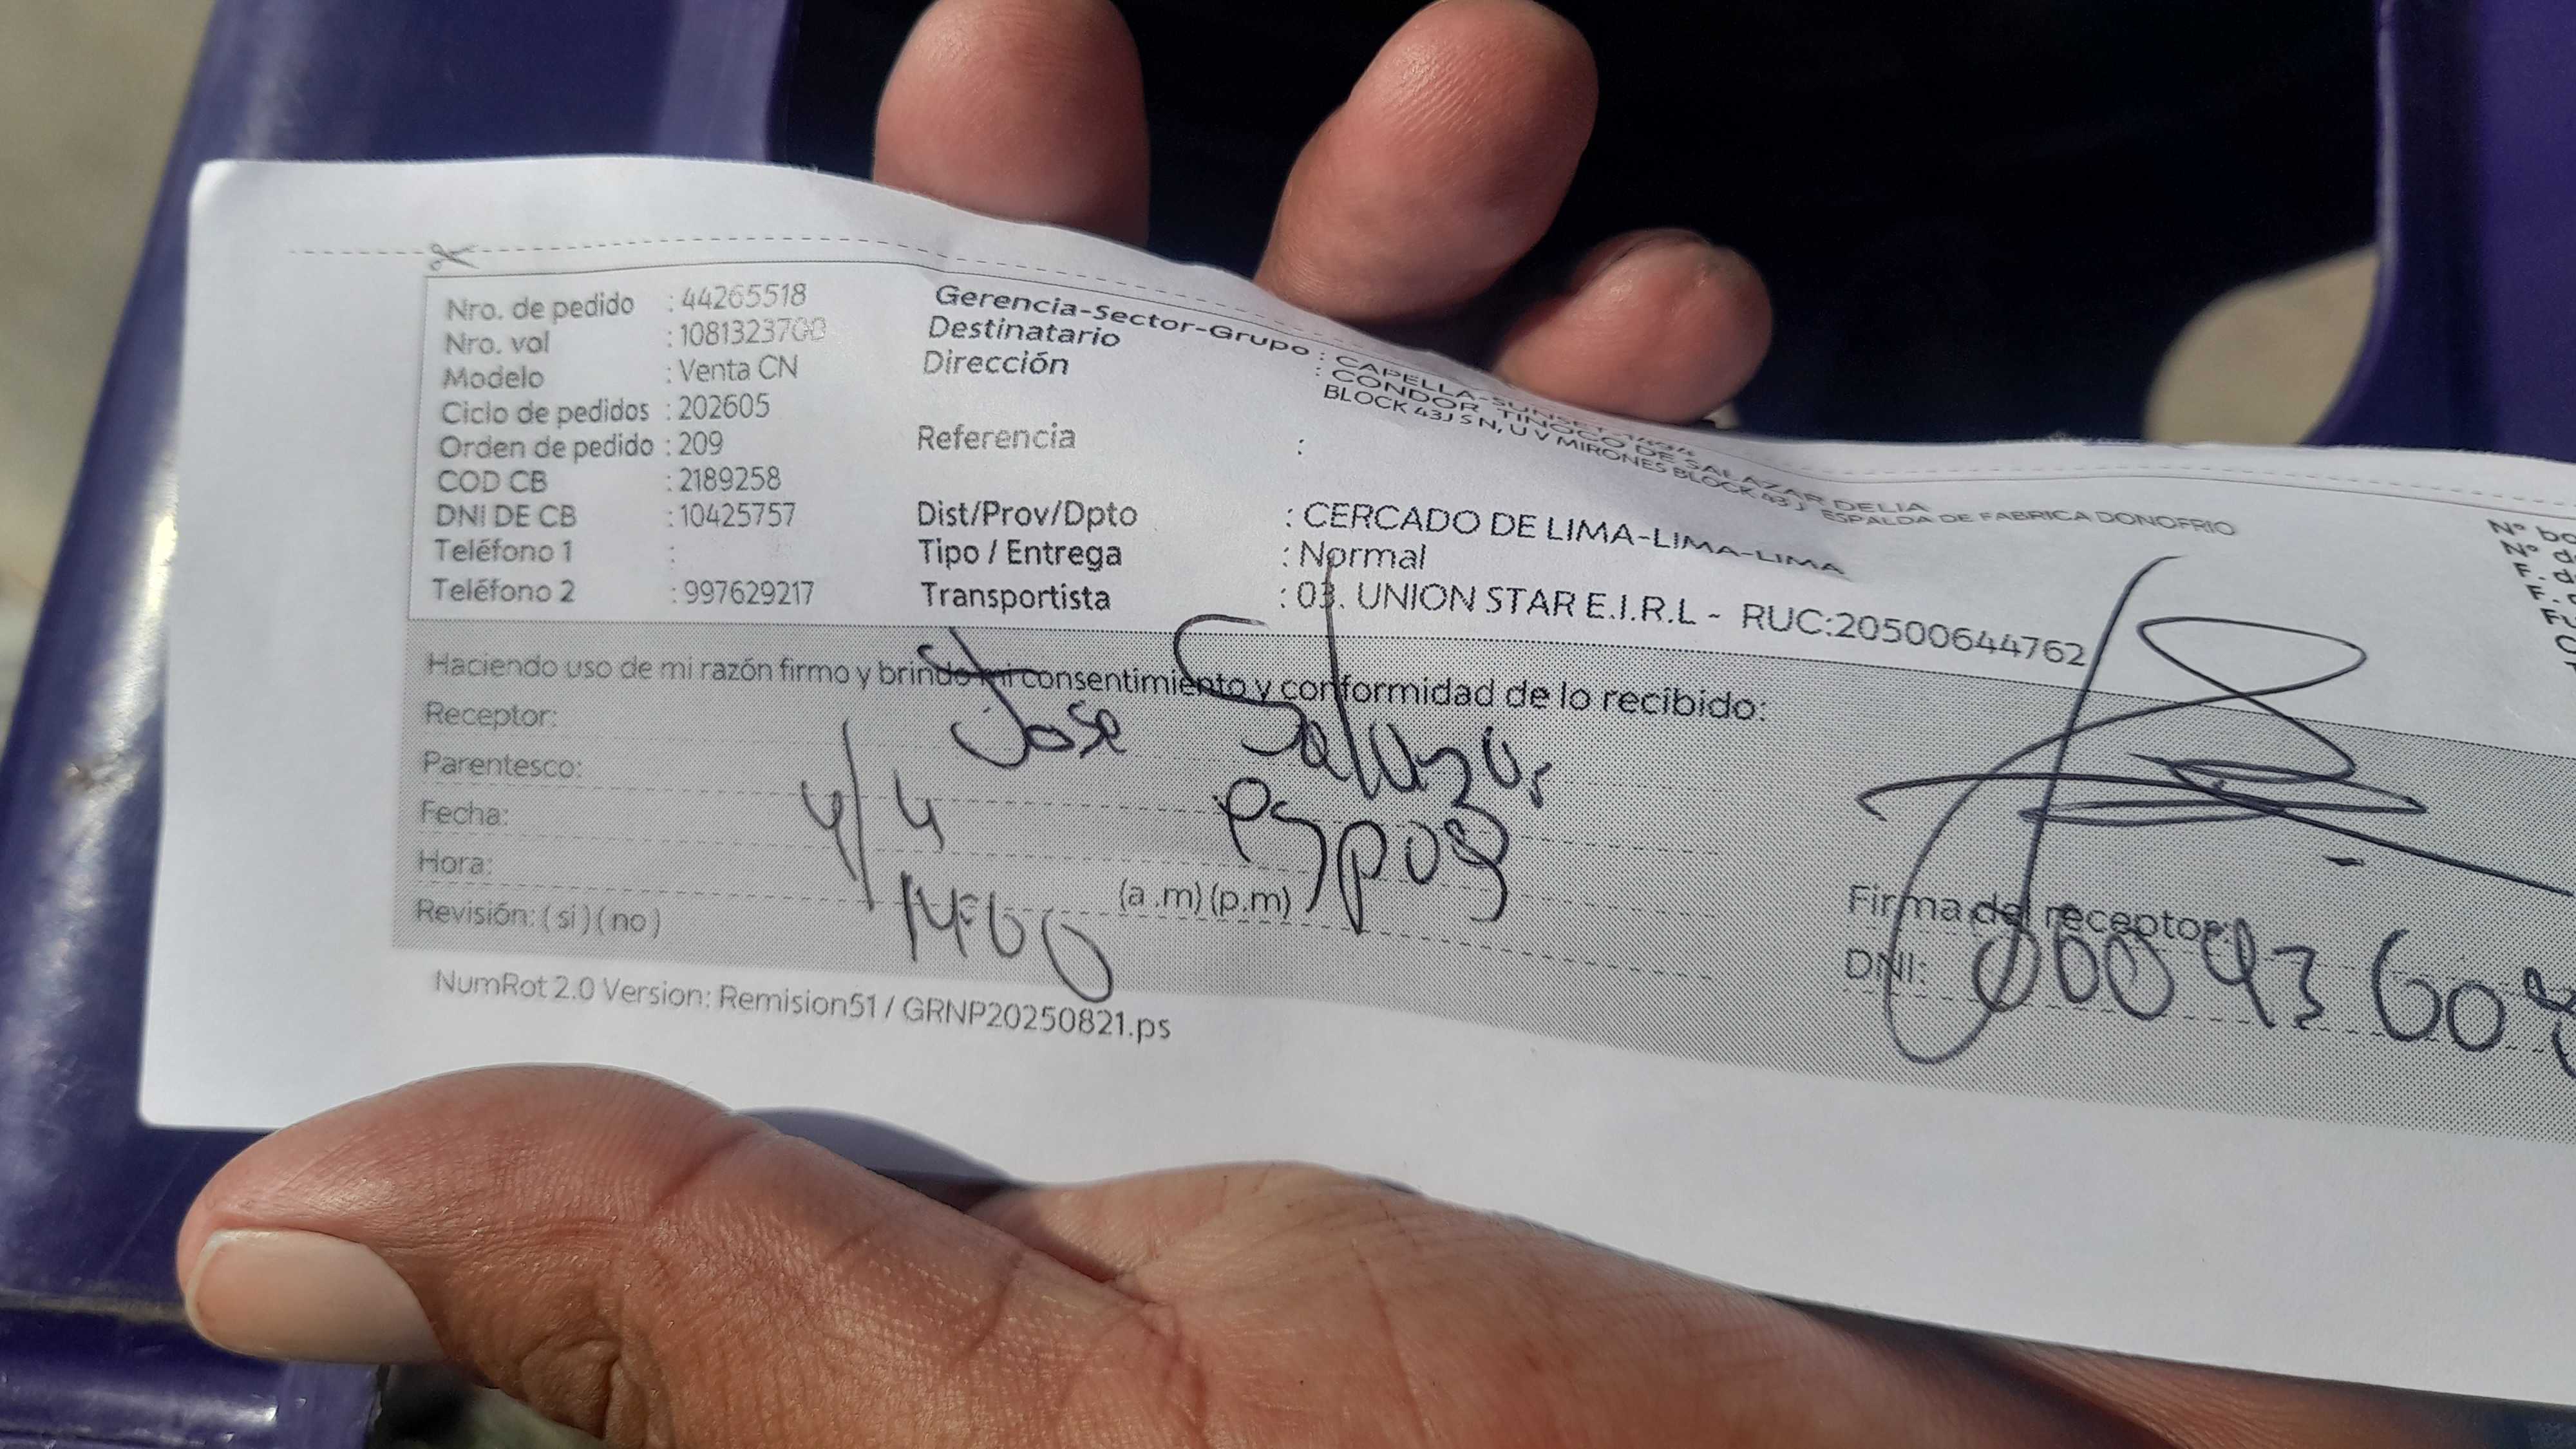 Nro. de pedido : 44265518
Nro. vol : 1081323700
Modelo : Venta CN
Ciclo de pedidos : 202605
Orden de pedido : 209
COD CB : 2189258
DNI DE CB : 10425757
Teléfono 1 :
Teléfono 2 : 997629217
Gerencia-Sector-Grupo : CAPELLA-SUNSET-
Destinatario : CONDOR TINOCO DE SALAZAR DELIA
Dirección : BLOCK 43J S N, U V MIRONES BLOCK 43 J ESPALDA DE FABRICA DONOFRIO
Referencia :
Dist/Prov/Dpto : CERCADO DE LIMA-LIMA-LIMA
Tipo / Entrega : Normal
Transportista : 03. UNION STAR E.I.R.L - RUC:20500644762
Nº
Nº
F.
F.
Haciendo uso de mi razón firmo y brindo mi consentimiento y conformidad de lo recibido:
Receptor: Jose
Parentesco: esposo
Fecha: 4/4
Hora: 14:00 (a .m) (p.m)
Revisión: ( si ) ( no )
Firma del receptor:
DNI:
NumRot 2.0 Version: Remision51 / GRNP20250821.ps